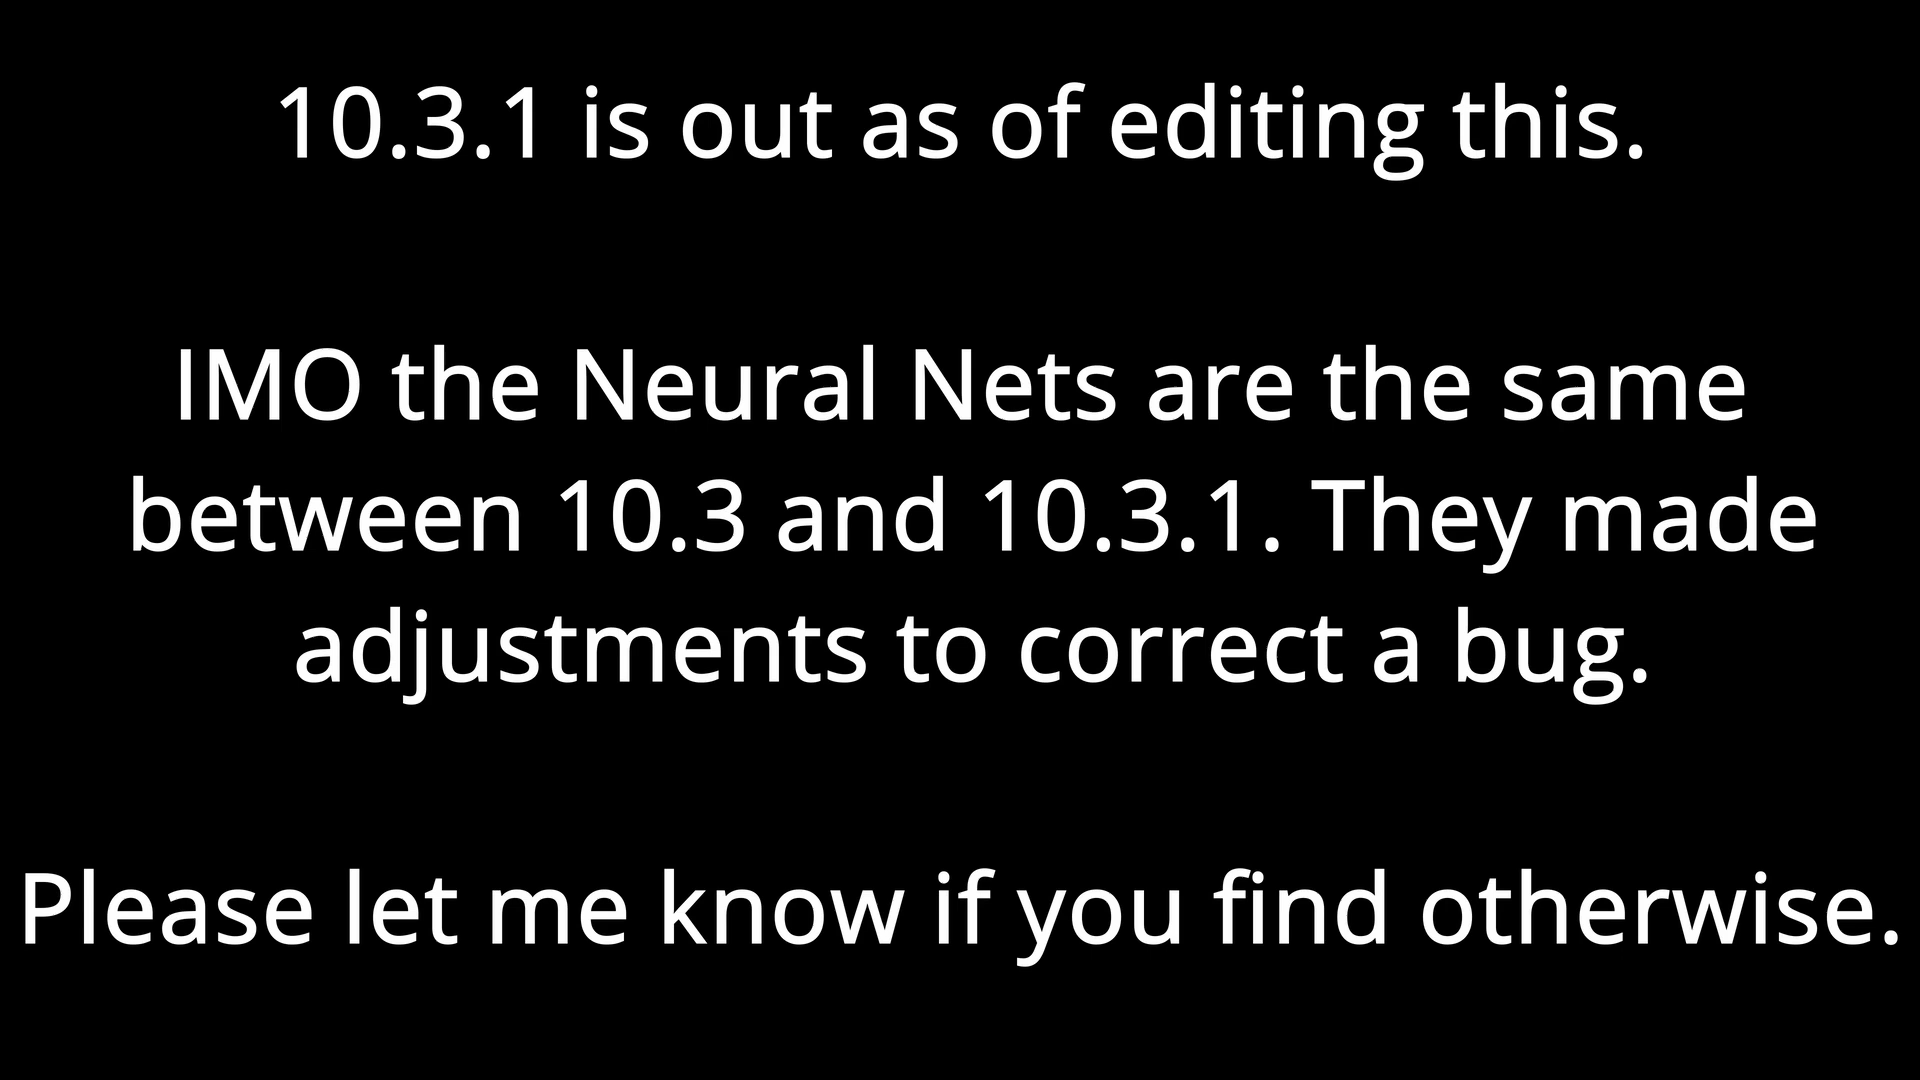 10.3.1 is out as of editing this.
IMO the Neural Nets are the same
between 10.3 and 10.3.1. They made
adjustments to correct a bug.
Please let me know if you find otherwise.